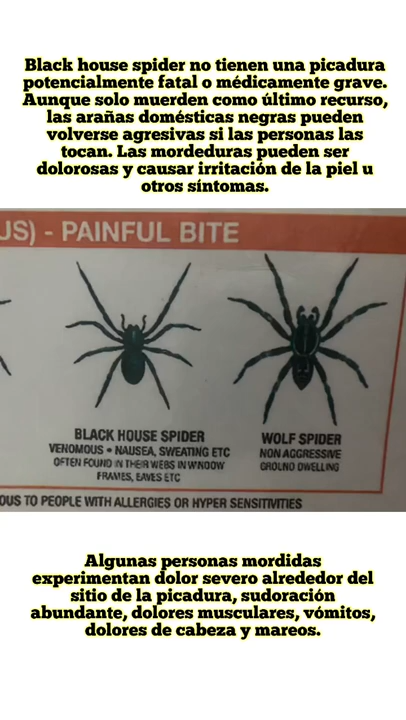 Black house spider no tienen una picadura
potencialmente fatal o médicamente grave.
Aunque solo muerden como último recurso,
las arañas domésticas negras pueden
volverse agresivas si las personas las
tocan. Las mordeduras pueden ser
dolorosas y causar irritación de la piel u
otros síntomas.
US) - PAINFUL BITE
BLACK HOUSE SPIDER
VENOMOUS • NAUSEA, SWEATING ETC
OFTEN FOUND IN THEIR WEBS IN WINDOW
FRAMES, EAVES ETC
WOLF SPIDER
NON AGGRESSIVE
GROUND DWELLING
OUS TO PEOPLE WITH ALLERGIES OR HYPER SENSITIVITIES
Algunas personas mordidas
experimentan dolor severo alrededor del
sitio de la picadura, sudoración
abundante, dolores musculares, vómitos,
dolores de cabeza y mareos.